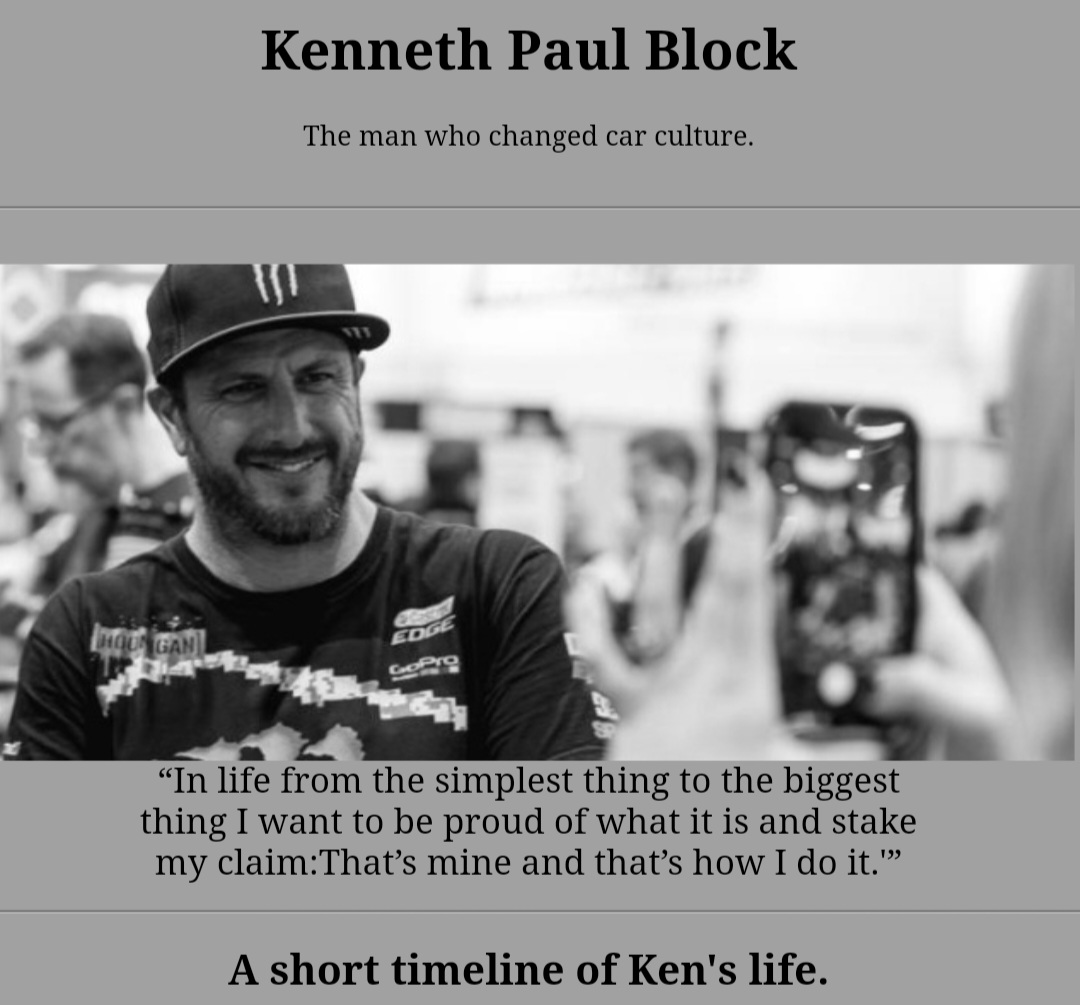 Kenneth Paul Block
The man who changed car culture.
HOONIGAN
EDGE
GoPro
“In life from the simplest thing to the biggest
thing I want to be proud of what it is and stake
my claim:That’s mine and that’s how I do it.'”
A short timeline of Ken's life.